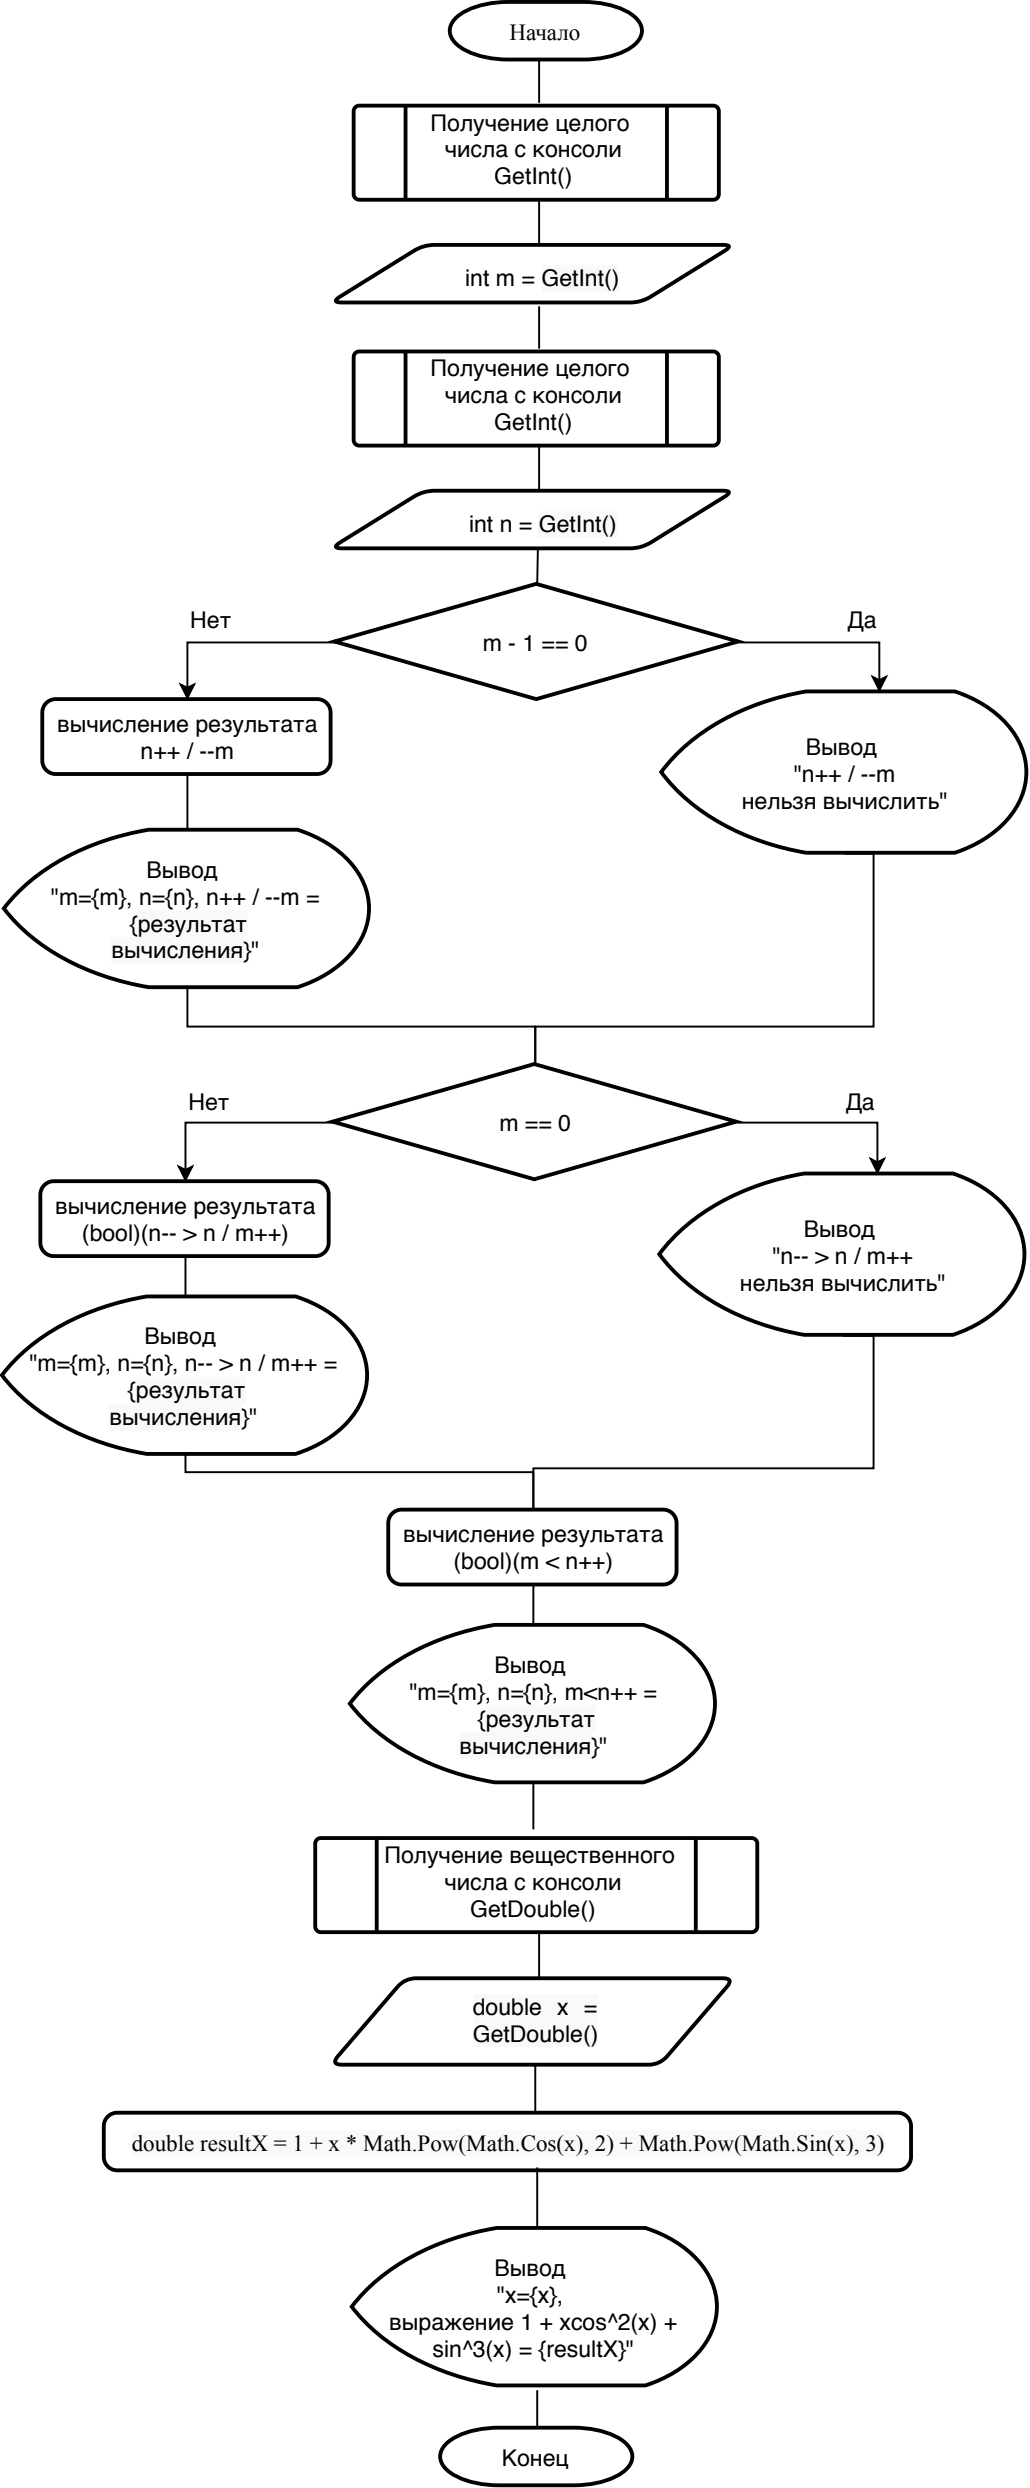 Начало
Получение целого
числа с консоли
GetInt()
int m = GetInt()
Получение целого
числа с консоли
GetInt()
int n = GetInt()
m - 1 == 0
Нет
Да
вычисление результата
n++ / --m
Вывод
"n++ / --m
нельзя вычислить"
Вывод
"m={m}, n={n}, n++ / --m =
{результат
вычисления}"
m == 0
Нет
Да
вычисление результата
(bool)(n-- > n / m++)
Вывод
"n-- > n / m++
нельзя вычислить"
Вывод
"m={m}, n={n}, n-- > n / m++ =
{результат
вычисления}"
вычисление результата
(bool)(m < n++)
Вывод
"m={m}, n={n}, m<n++ =
{результат
вычисления}"
Получение вещественного
числа с консоли
GetDouble()
double x =
GetDouble()
double resultX = 1 + x * Math.Pow(Math.Cos(x), 2) + Math.Pow(Math.Sin(x), 3)
Вывод
"x={x},
выражение 1 + xcos^2(x) +
sin^3(x) = {resultX}"
Конец